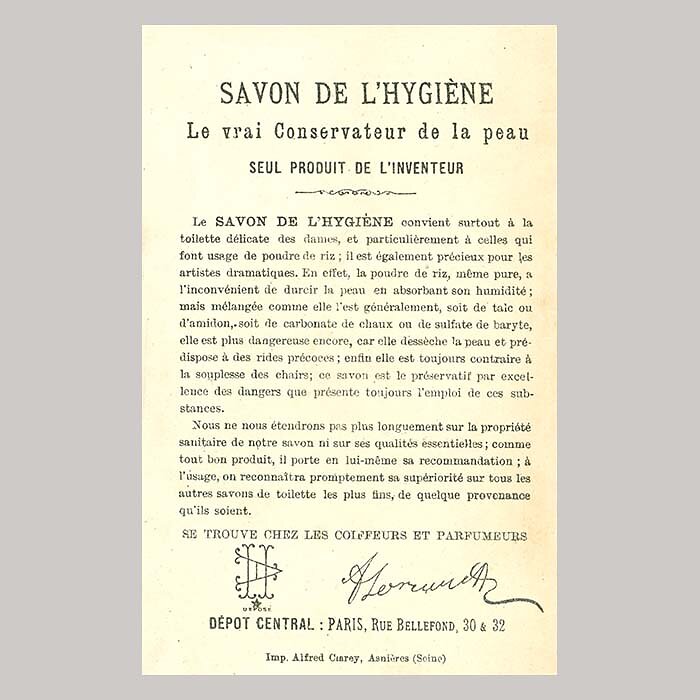 SAVON DE L'HYGIÈNE
Le vrai Conservateur de la peau
SEUL PRODUIT DE L'INVENTEUR
Le SAVON DE L'HYGIÈNE convient surtout à la
toilette délicate des dames, et particulièrement à celles qui
font usage de poudre de riz ; il est également précieux pour les
artistes dramatiques. En effet, la poudre de riz, même pure, a
l'inconvénient de durcir la peau en absorbant son humidité ;
mais mélangée comme elle l'est généralement, soit de talc ou
d'amidon, soit de carbonate de chaux ou de sulfate de baryte,
elle est plus dangereuse encore, car elle dessèche la peau et pré-
dispose à des rides précoces ; enfin elle est toujours contraire à
la souplesse des chairs; ce savon est le préservatif par excel-
lence des dangers que présente toujours l'emploi de ces sub-
stances.
Nous ne nous étendrons pas plus longuement sur la propriété
sanitaire de notre savon ni sur ses qualités essentielles ; comme
tout bon produit, il porte en lui-même sa recommandation ; à
l'usage, on reconnaîtra promptement sa supériorité sur tous les
autres savons de toilette les plus fins, de quelque provenance
qu'ils soient.
SE TROUVE CHEZ LES COIFFEURS ET PARFUMEURS
DEPOSÉ
DÉPOT CENTRAL : PARIS, RUE BELLEFOND, 30 & 32
Imp. Alfred Clarey, Asnières (Seine)